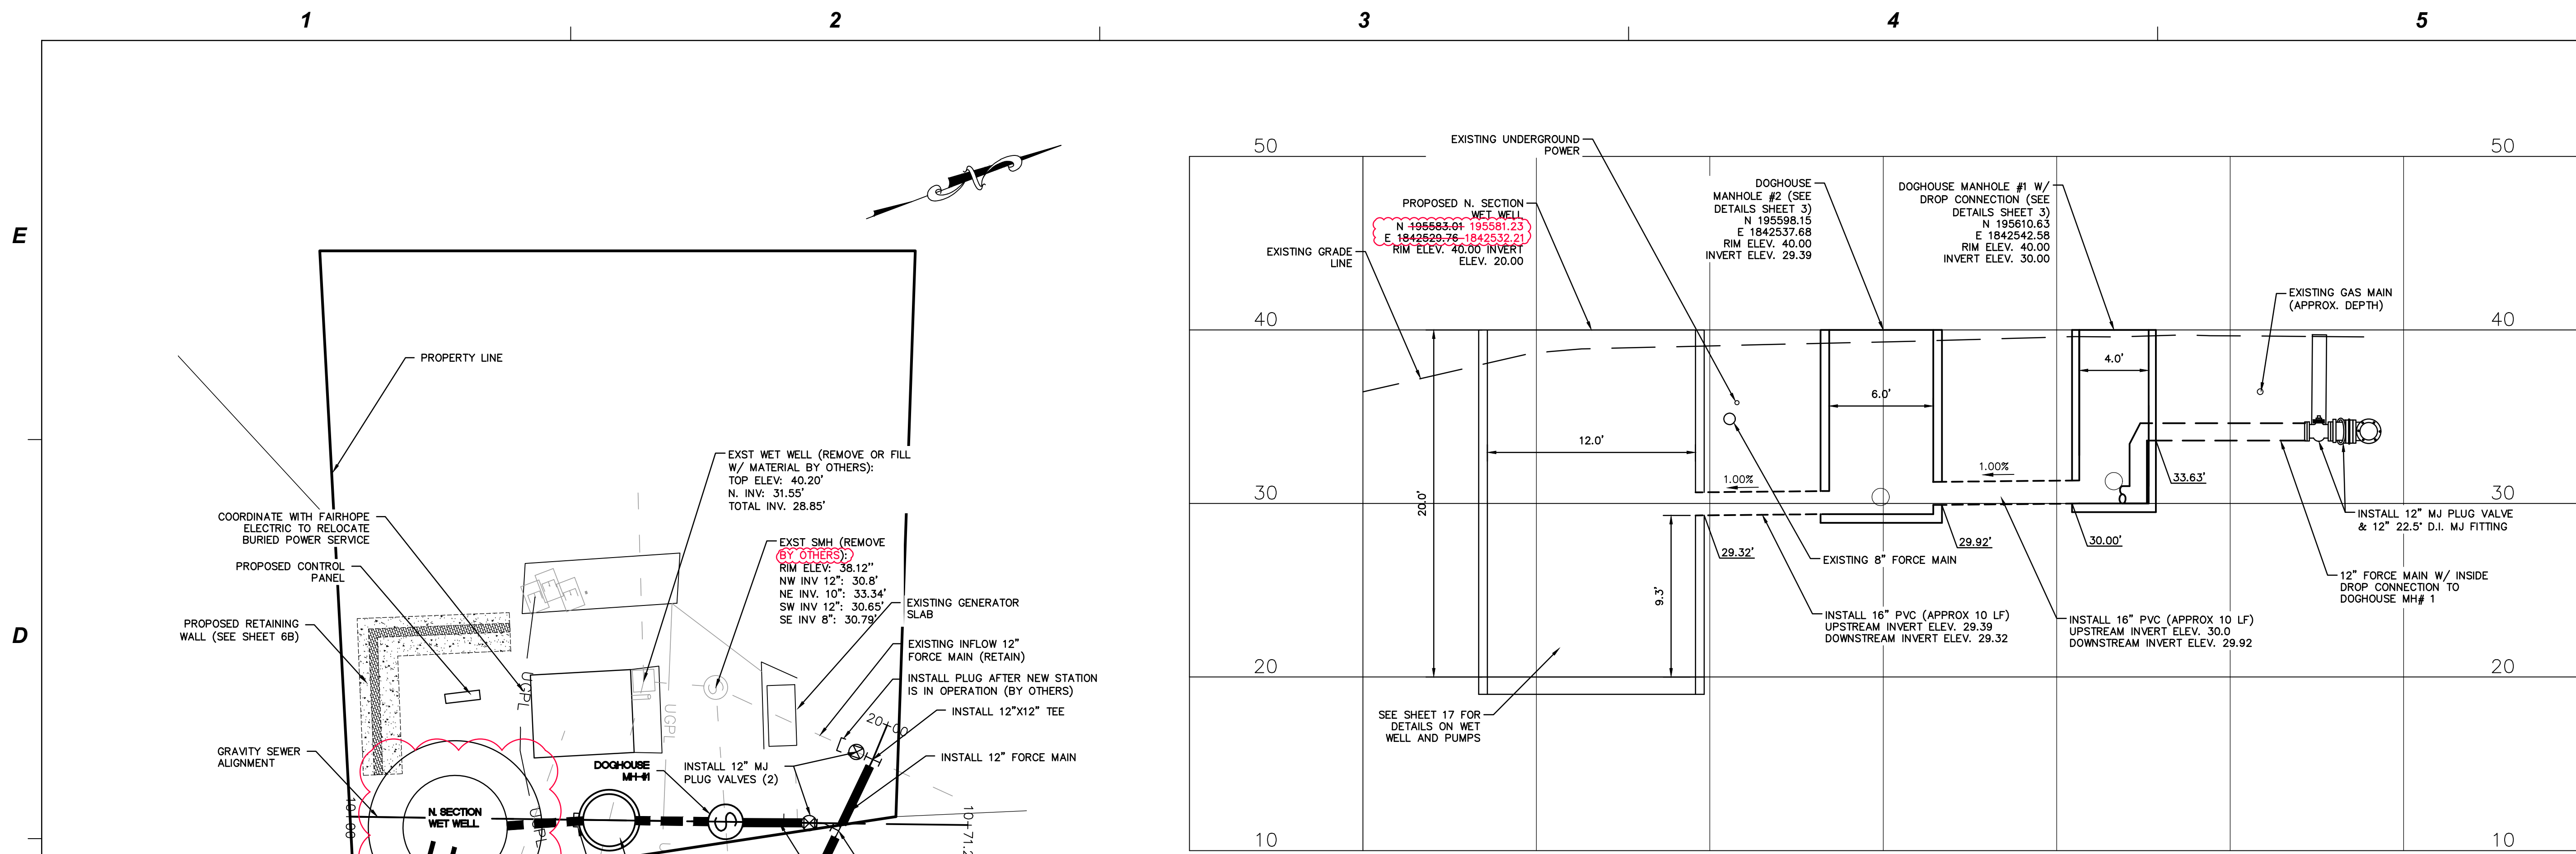 1
2
3
4
5
E
D
PROPERTY LINE
EXST WET WELL (REMOVE OR FILL
W/ MATERIAL BY OTHERS):
TOP ELEV: 40.20'
N. INV: 31.55'
TOTAL INV. 28.85'
COORDINATE WITH FAIRHOPE
ELECTRIC TO RELOCATE
BURIED POWER SERVICE
PROPOSED CONTROL
PANEL
PROPOSED RETAINING
WALL (SEE SHEET 6B)
GRAVITY SEWER
ALIGNMENT
EXST SMH (REMOVE
BY OTHERS):
RIM ELEV: 38.12"
NW INV 12": 30.8'
NE INV. 10": 33.34'
SW INV 12": 30.65'
SE INV 8": 30.79'
EXISTING GENERATOR
SLAB
EXISTING INFLOW 12"
FORCE MAIN (RETAIN)
INSTALL PLUG AFTER NEW STATION
IS IN OPERATION (BY OTHERS)
INSTALL 12"X12" TEE
20+00
INSTALL 12" FORCE MAIN
INSTALL 12" MJ
PLUG VALVES (2)
DOGHOUSE
MH #1
N. SECTION
WET WELL
UGPL
UGPL
UGPL
10+00
10+71.2
S
S
50
50
40
40
30
30
20
20
10
10
EXISTING UNDERGROUND
POWER
PROPOSED N. SECTION
WET WELL
N 195583.01 195581.23
E 1842529.76 1842532.21
RIM ELEV. 40.00 INVERT
ELEV. 20.00
EXISTING GRADE
LINE
DOGHOUSE
MANHOLE #2 (SEE
DETAILS SHEET 3)
N 195598.15
E 1842537.68
RIM ELEV. 40.00
INVERT ELEV. 29.39
DOGHOUSE MANHOLE #1 W/
DROP CONNECTION (SEE
DETAILS SHEET 3)
N 195610.63
E 1842542.58
RIM ELEV. 40.00
INVERT ELEV. 30.00
EXISTING GAS MAIN
(APPROX. DEPTH)
4.0'
6.0'
12.0'
20.0'
9.3'
1.00%
1.00%
33.63'
29.32'
29.92'
30.00'
INSTALL 12" MJ PLUG VALVE
& 12" 22.5° D.I. MJ FITTING
EXISTING 8" FORCE MAIN
12" FORCE MAIN W/ INSIDE
DROP CONNECTION TO
DOGHOUSE MH# 1
INSTALL 16" PVC (APPROX 10 LF)
UPSTREAM INVERT ELEV. 29.39
DOWNSTREAM INVERT ELEV. 29.32
INSTALL 16" PVC (APPROX 10 LF)
UPSTREAM INVERT ELEV. 30.0
DOWNSTREAM INVERT ELEV. 29.92
SEE SHEET 17 FOR
DETAILS ON WET
WELL AND PUMPS